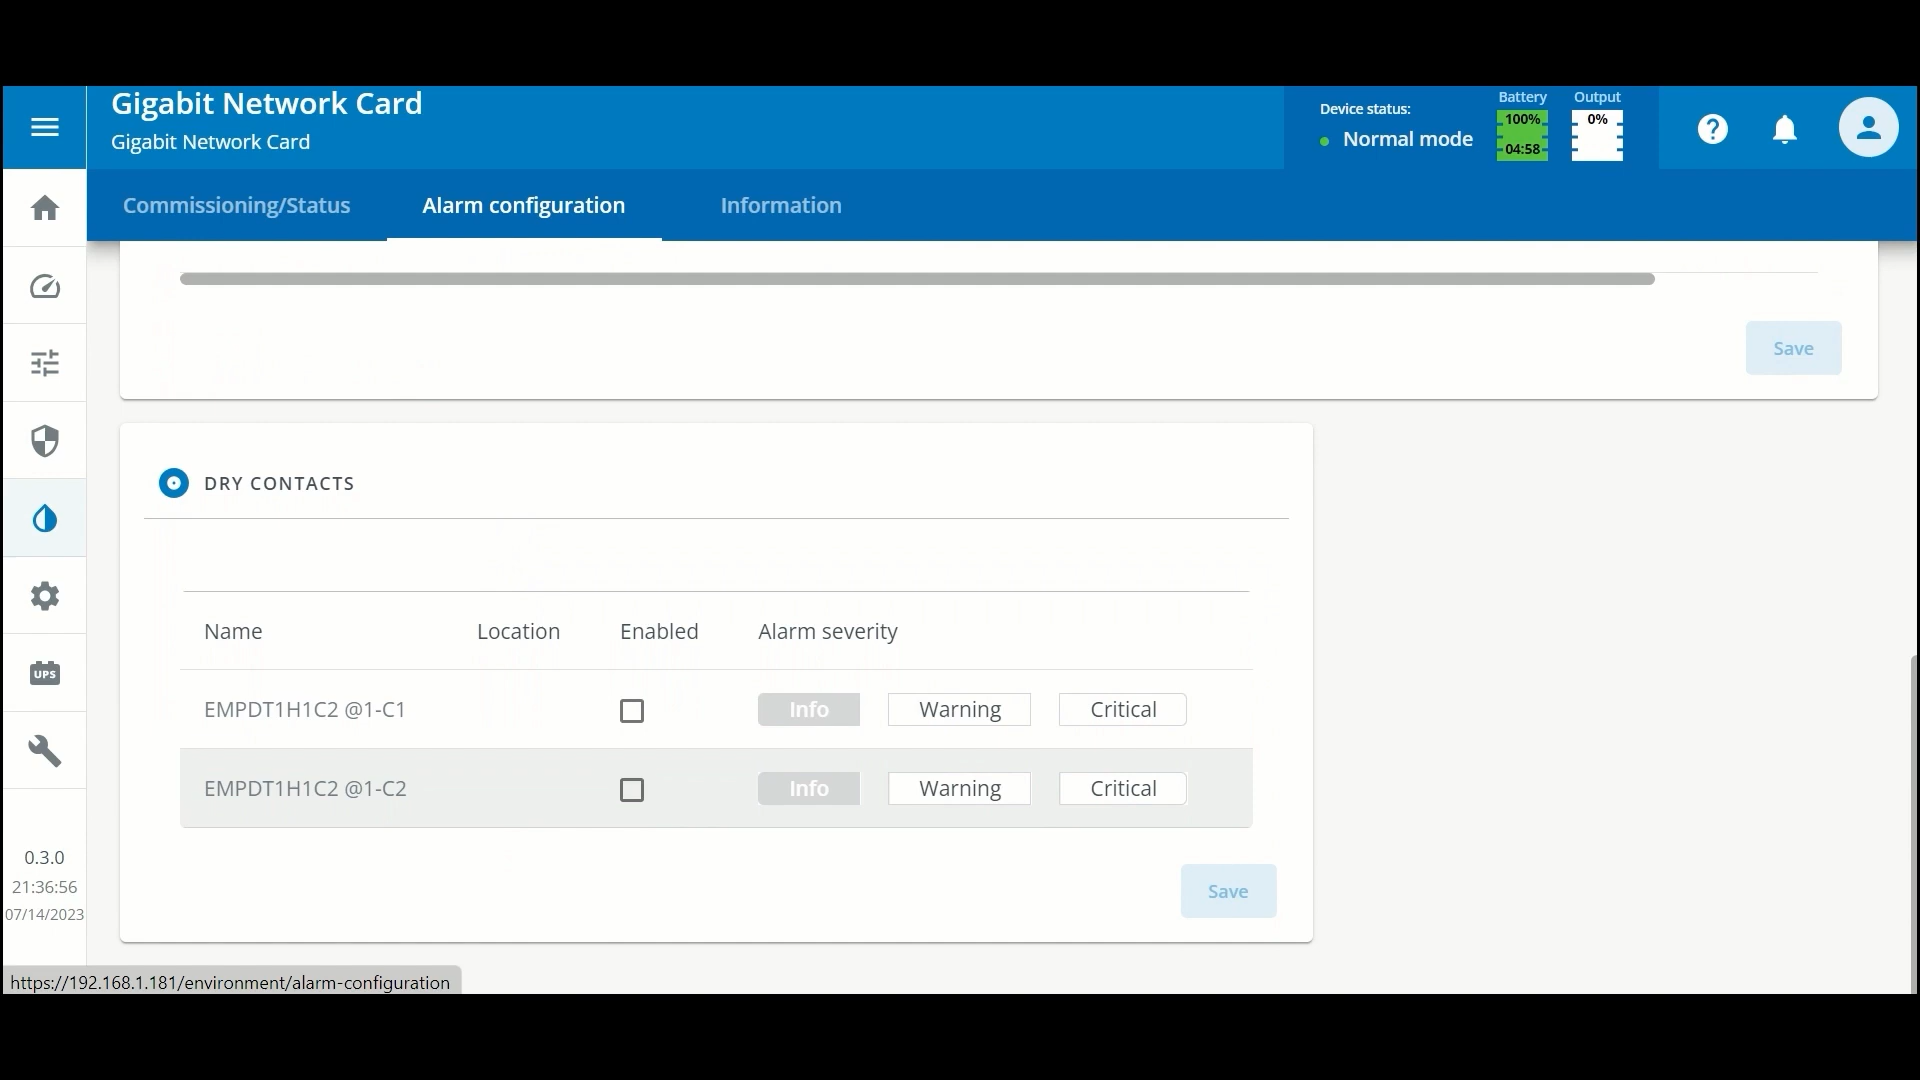 Gigabit Network Card
Gigabit Network Card
Device status:
Normal mode
Battery
100%
04:58
Output
0%
Commissioning/Status
Alarm configuration
Information
Save
DRY CONTACTS
Name Location Enabled Alarm severity
EMPDT1H1C2 @1-C1 Info Warning Critical
EMPDT1H1C2 @1-C2 Info Warning Critical
Save
UPS
0.3.0
21:36:56
07/14/2023
https://192.168.1.181/environment/alarm-configuration